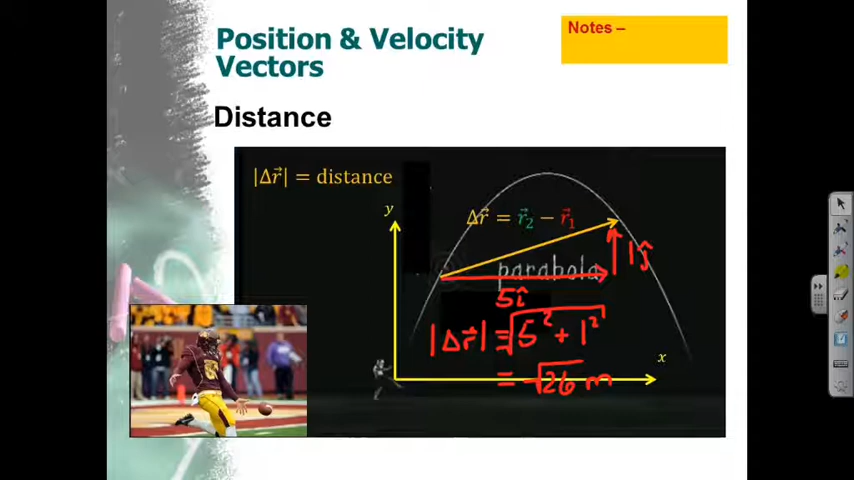 Position & Velocity
Vectors
Notes –
Distance
|Δr⃗| = distance
y
Δr⃗ = r⃗₂ − r⃗₁
1ĵ
parabola
5î
|Δr⃗| = √5² + 1²
x
= √26 m